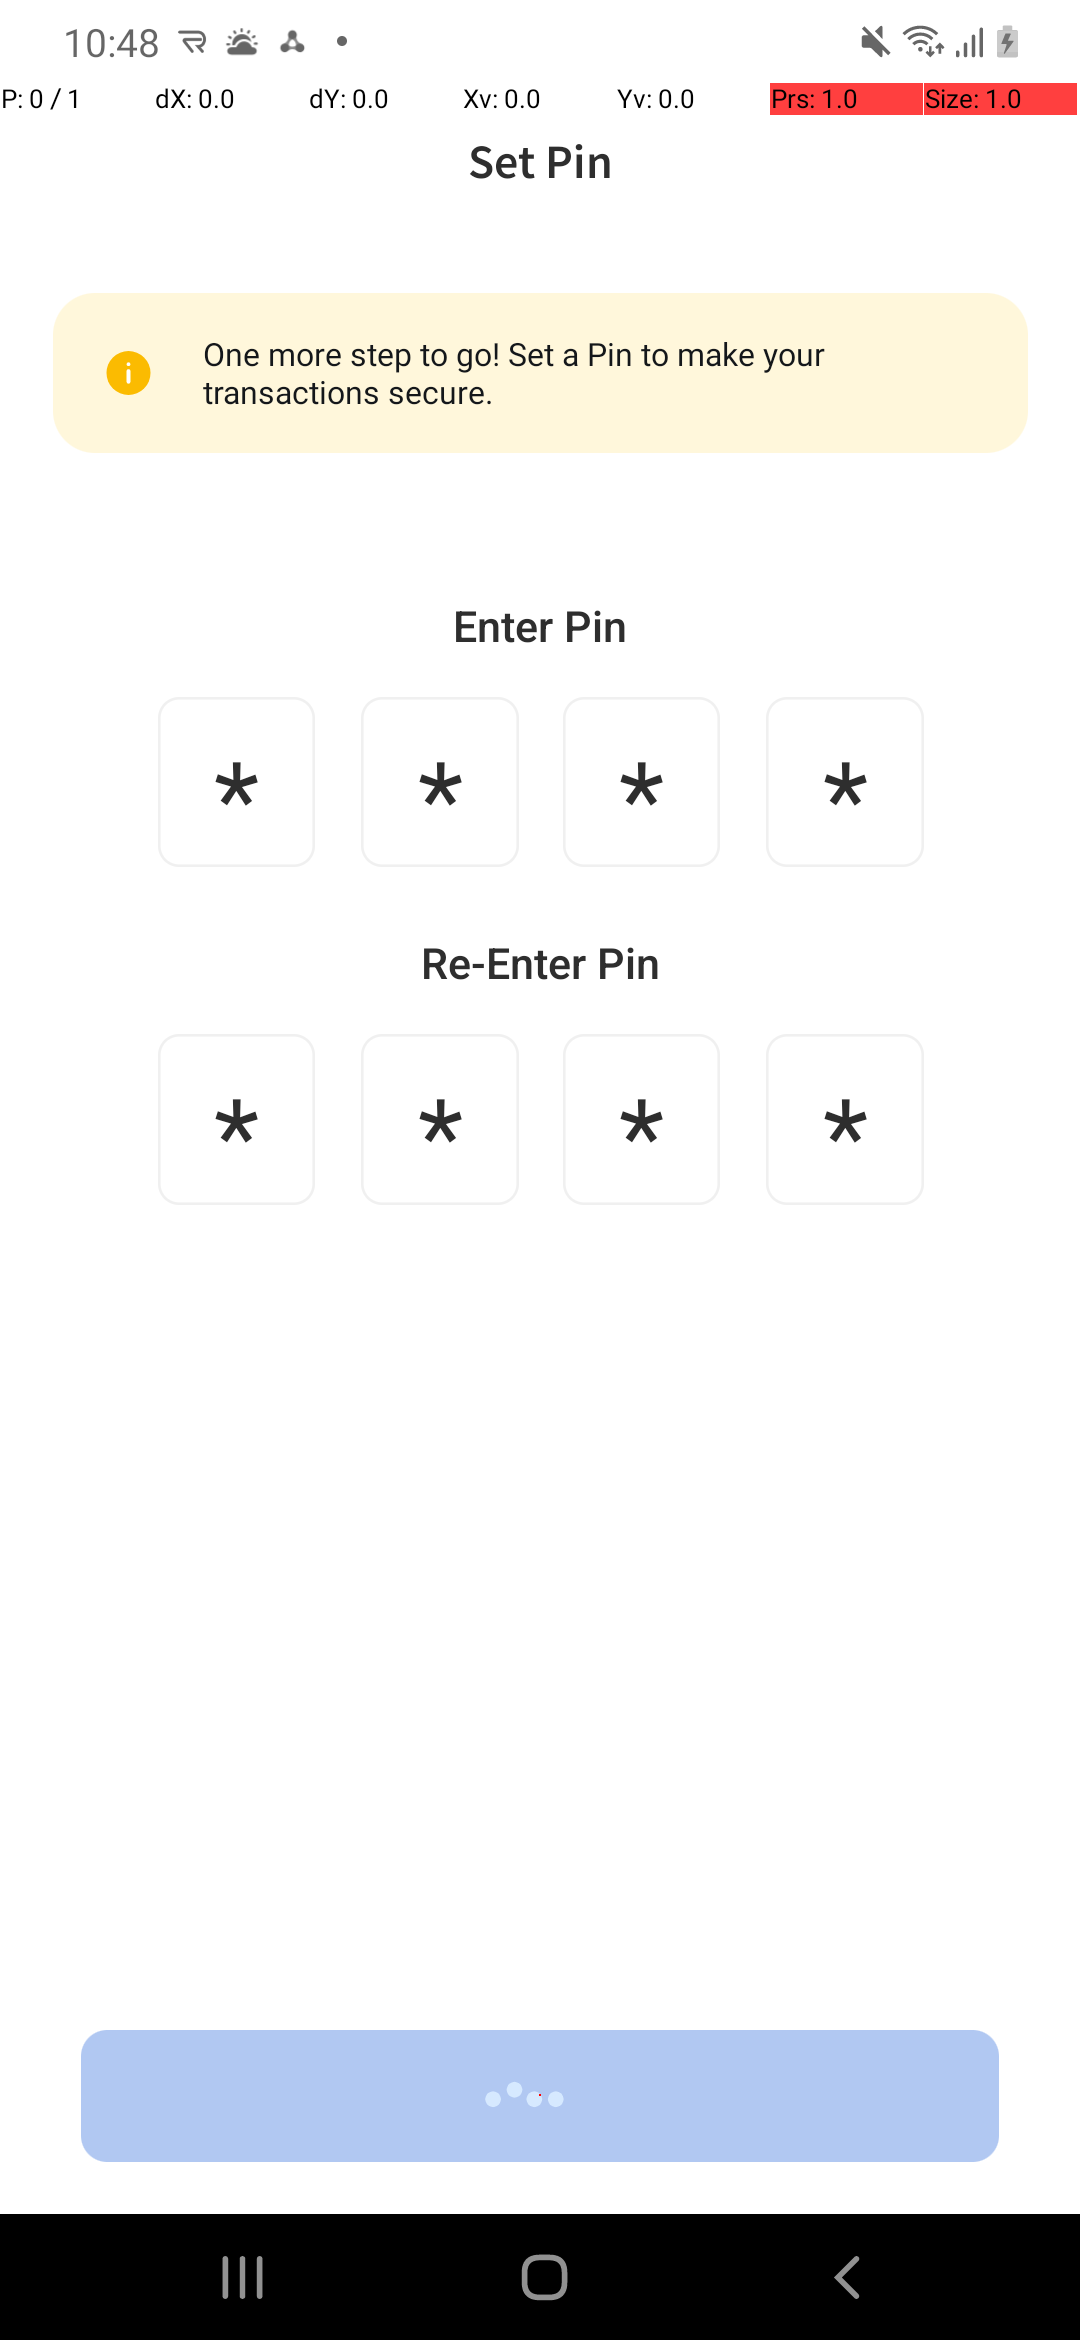 10:48
P: 0 / 1 dX: 0.0 dY: 0.0 Xv: 0.0 Yv: 0.0 Prs: 1.0 Size: 1.0
Set Pin
One more step to go! Set a Pin to make your
transactions secure.
Enter Pin
* * * *
Re-Enter Pin
* * * *